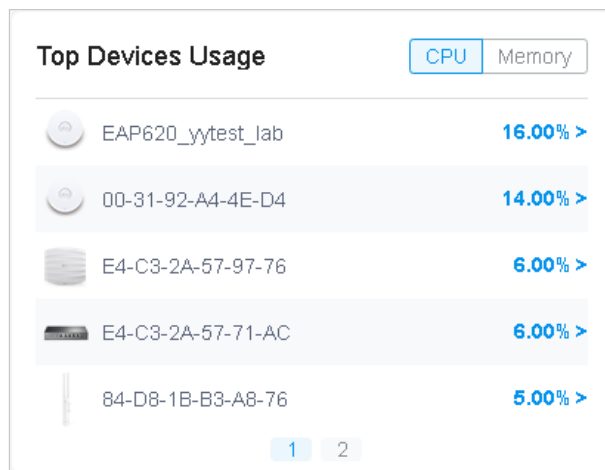 Top Devices Usage CPU Memory
EAP620_yytest_lab 16.00% >
00-31-92-A4-4E-D4 14.00% >
E4-C3-2A-57-97-76 6.00% >
E4-C3-2A-57-71-AC 6.00% >
84-D8-1B-B3-A8-76 5.00% >
1 2